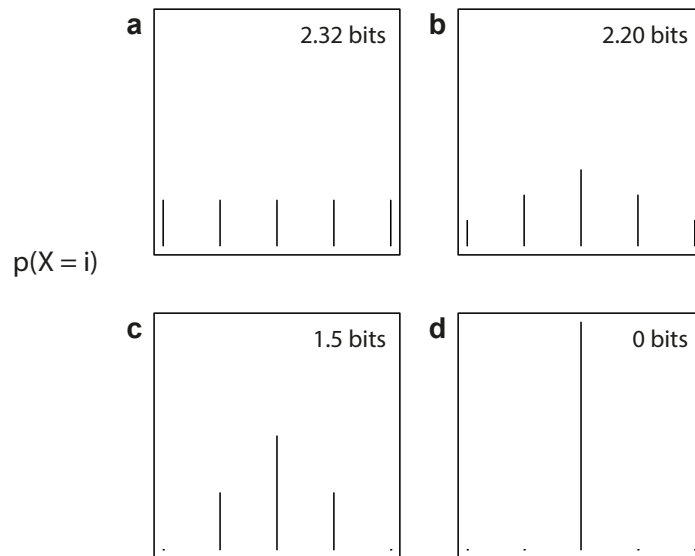 a
2.32 bits
b
2.20 bits
p(X = i)
c
1.5 bits
d
0 bits